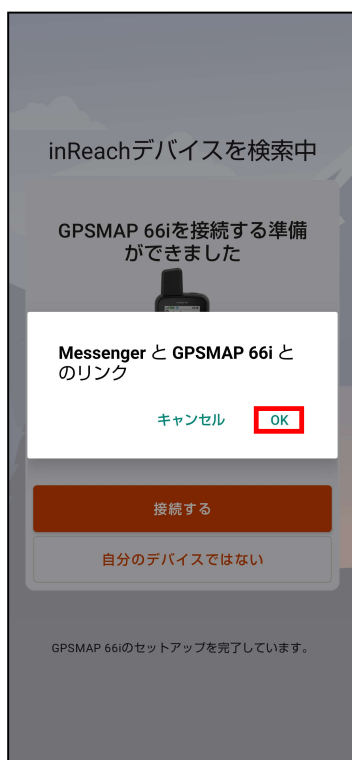 inReachデバイスを検索中
GPSMAP 66iを接続する準備
ができました
Messenger と GPSMAP 66i と
のリンク
キャンセル OK
接続する
自分のデバイスではない
GPSMAP 66iのセットアップを完了しています。